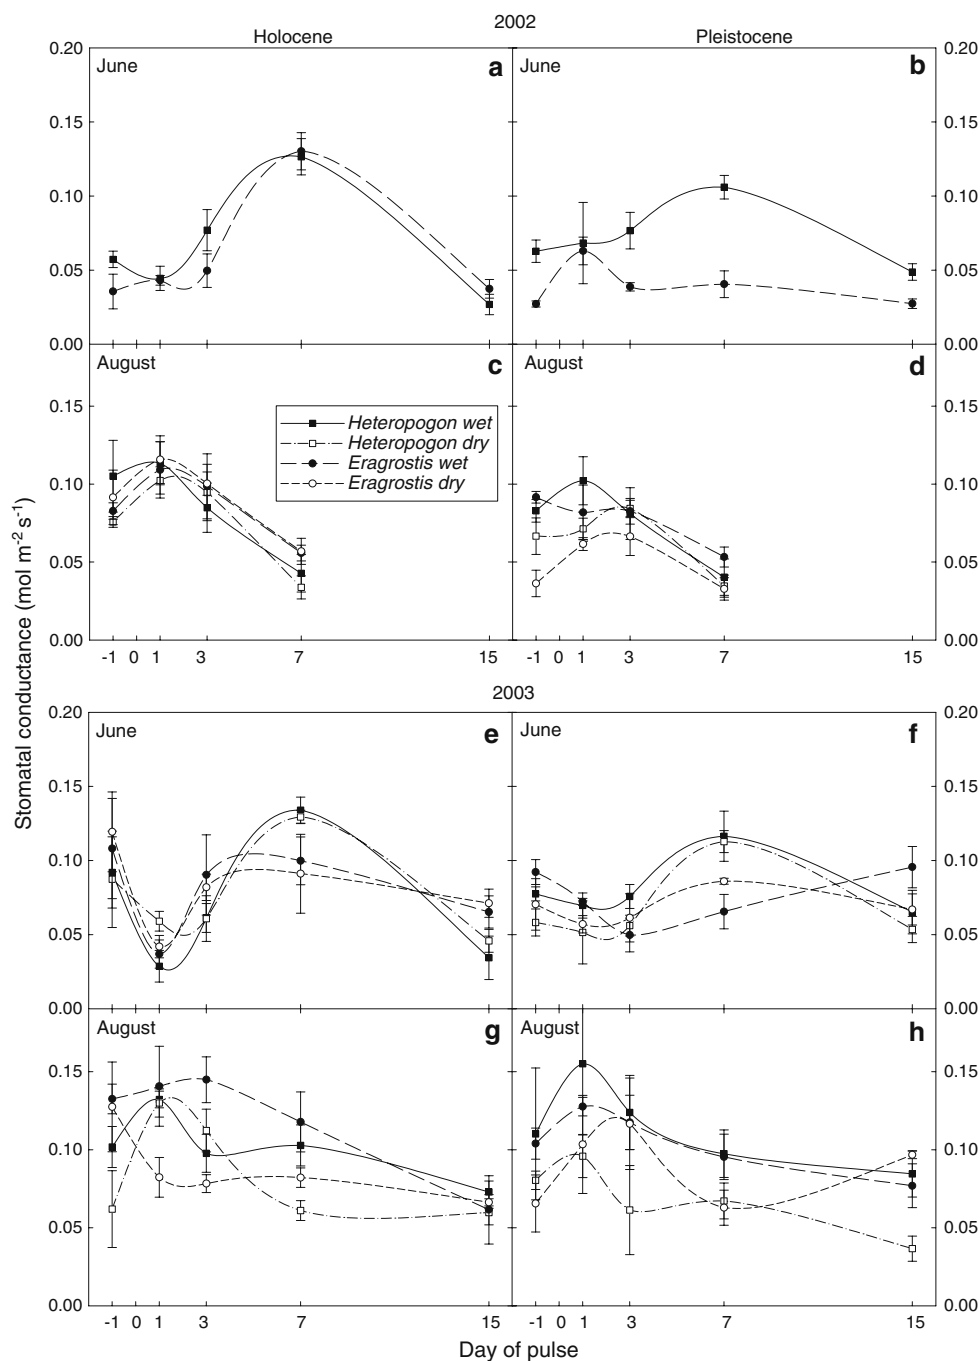 2002
Holocene Pleistocene
0.20 June a June b 0.20
0.15 0.15
0.10 0.10
0.05 0.05
0.00 August c August d 0.00
0.15 0.15
Heteropogon wet
Heteropogon dry
Eragrostis wet
Eragrostis dry
0.10 0.10
0.05 0.05
0.00 0.00
-1 0 1 3 7 15 -1 0 1 3 7 15
Stomatal conductance (mol m⁻² s⁻¹)
2003
0.20 June e June f 0.20
0.15 0.15
0.10 0.10
0.05 0.05
0.00 August g August h 0.00
0.15 0.15
0.10 0.10
0.05 0.05
0.00 0.00
-1 0 1 3 7 15 -1 0 1 3 7 15
Day of pulse